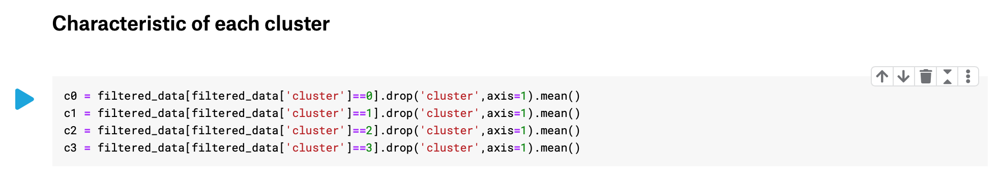 Characteristic of each cluster
c0 = filtered_data[filtered_data['cluster']==0].drop('cluster',axis=1).mean()
c1 = filtered_data[filtered_data['cluster']==1].drop('cluster',axis=1).mean()
c2 = filtered_data[filtered_data['cluster']==2].drop('cluster',axis=1).mean()
c3 = filtered_data[filtered_data['cluster']==3].drop('cluster',axis=1).mean()